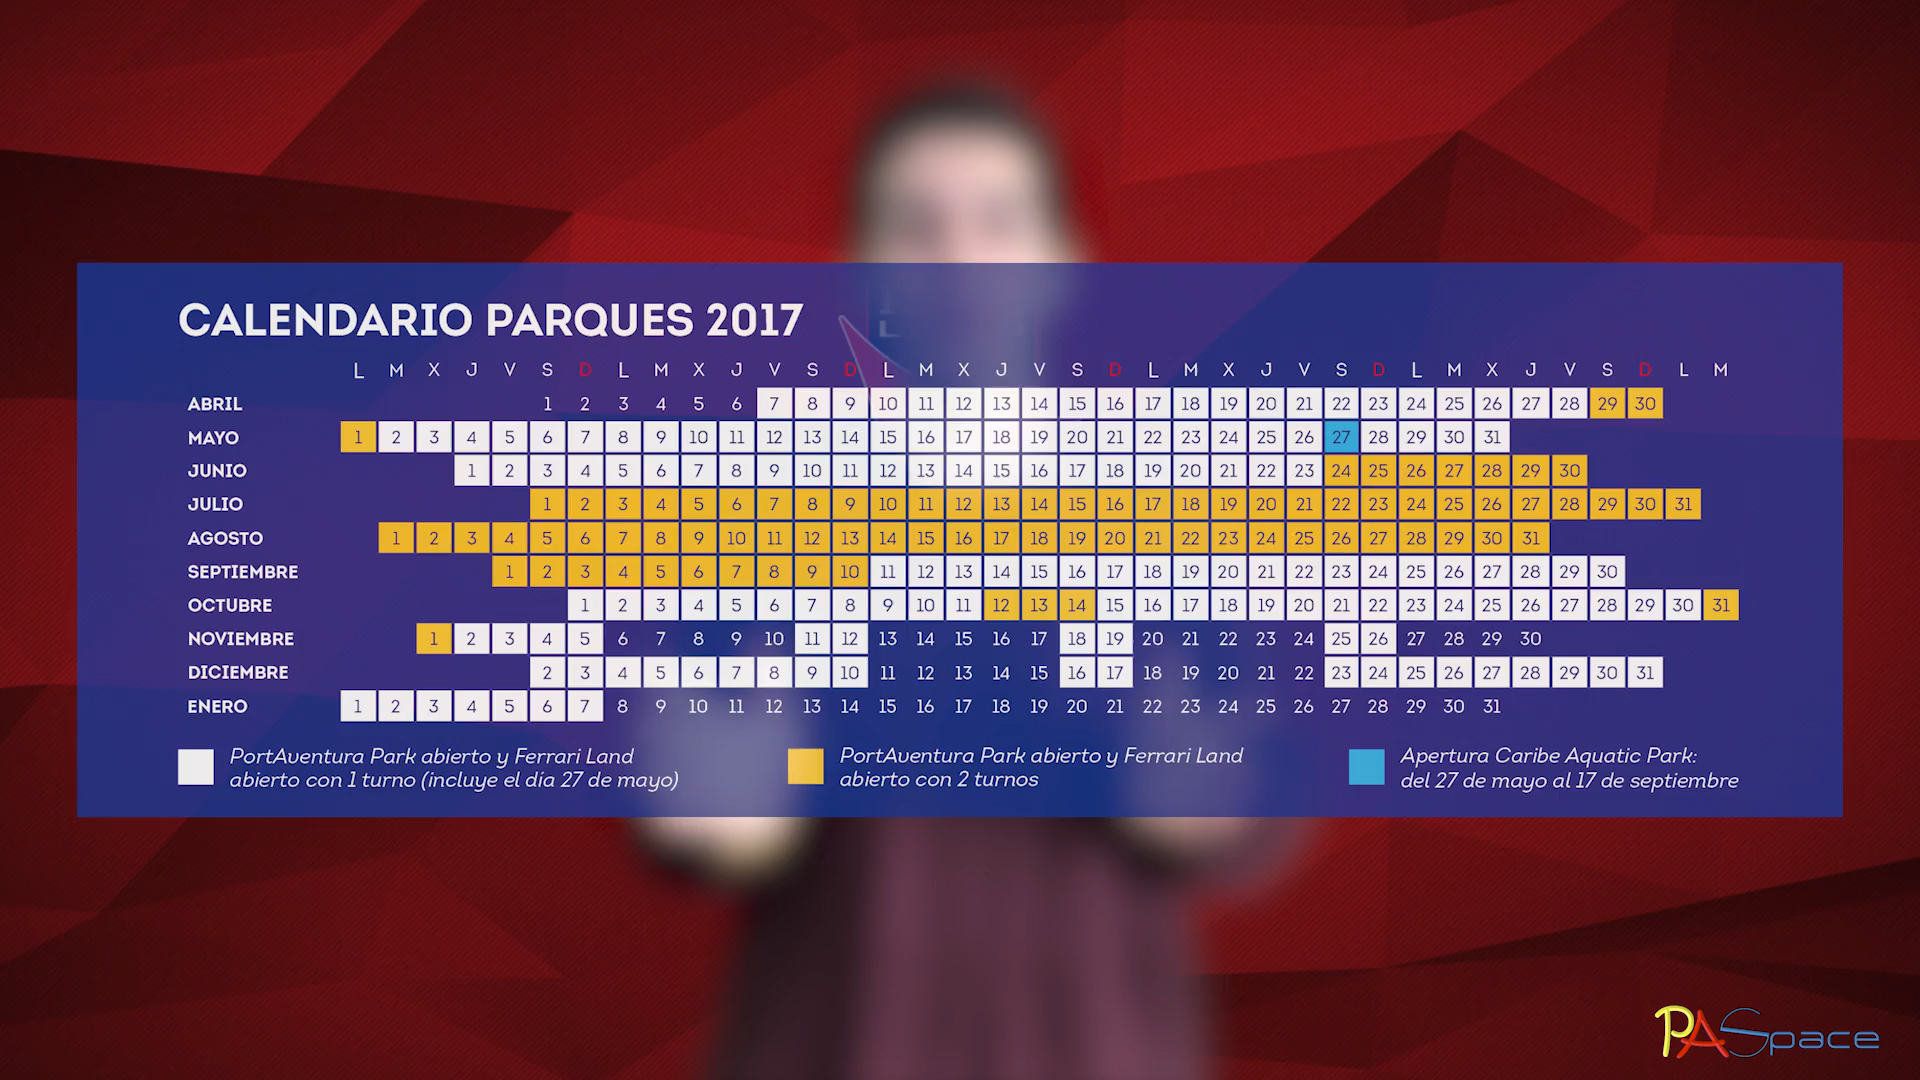 CALENDARIO PARQUES 2017
L M X J V S D L M X J V S D L M X J V S D L M X J V S D L M X J V S D L M
ABRIL 1 2 3 4 5 6 7 8 9 10 11 12 13 14 15 16 17 18 19 20 21 22 23 24 25 26 27 28 29 30
MAYO 1 2 3 4 5 6 7 8 9 10 11 12 13 14 15 16 17 18 19 20 21 22 23 24 25 26 27 28 29 30 31
JUNIO 1 2 3 4 5 6 7 8 9 10 11 12 13 14 15 16 17 18 19 20 21 22 23 24 25 26 27 28 29 30
JULIO 1 2 3 4 5 6 7 8 9 10 11 12 13 14 15 16 17 18 19 20 21 22 23 24 25 26 27 28 29 30 31
AGOSTO 1 2 3 4 5 6 7 8 9 10 11 12 13 14 15 16 17 18 19 20 21 22 23 24 25 26 27 28 29 30 31
SEPTIEMBRE 1 2 3 4 5 6 7 8 9 10 11 12 13 14 15 16 17 18 19 20 21 22 23 24 25 26 27 28 29 30
OCTUBRE 1 2 3 4 5 6 7 8 9 10 11 12 13 14 15 16 17 18 19 20 21 22 23 24 25 26 27 28 29 30 31
NOVIEMBRE 1 2 3 4 5 6 7 8 9 10 11 12 13 14 15 16 17 18 19 20 21 22 23 24 25 26 27 28 29 30
DICIEMBRE 2 3 4 5 6 7 8 9 10 11 12 13 14 15 16 17 18 19 20 21 22 23 24 25 26 27 28 29 30 31
ENERO 1 2 3 4 5 6 7 8 9 10 11 12 13 14 15 16 17 18 19 20 21 22 23 24 25 26 27 28 29 30 31
PortAventura Park abierto y Ferrari Land
abierto con 1 turno (incluye el día 27 de mayo)
PortAventura Park abierto y Ferrari Land
abierto con 2 turnos
Apertura Caribe Aquatic Park:
del 27 de mayo al 17 de septiembre
PASpace